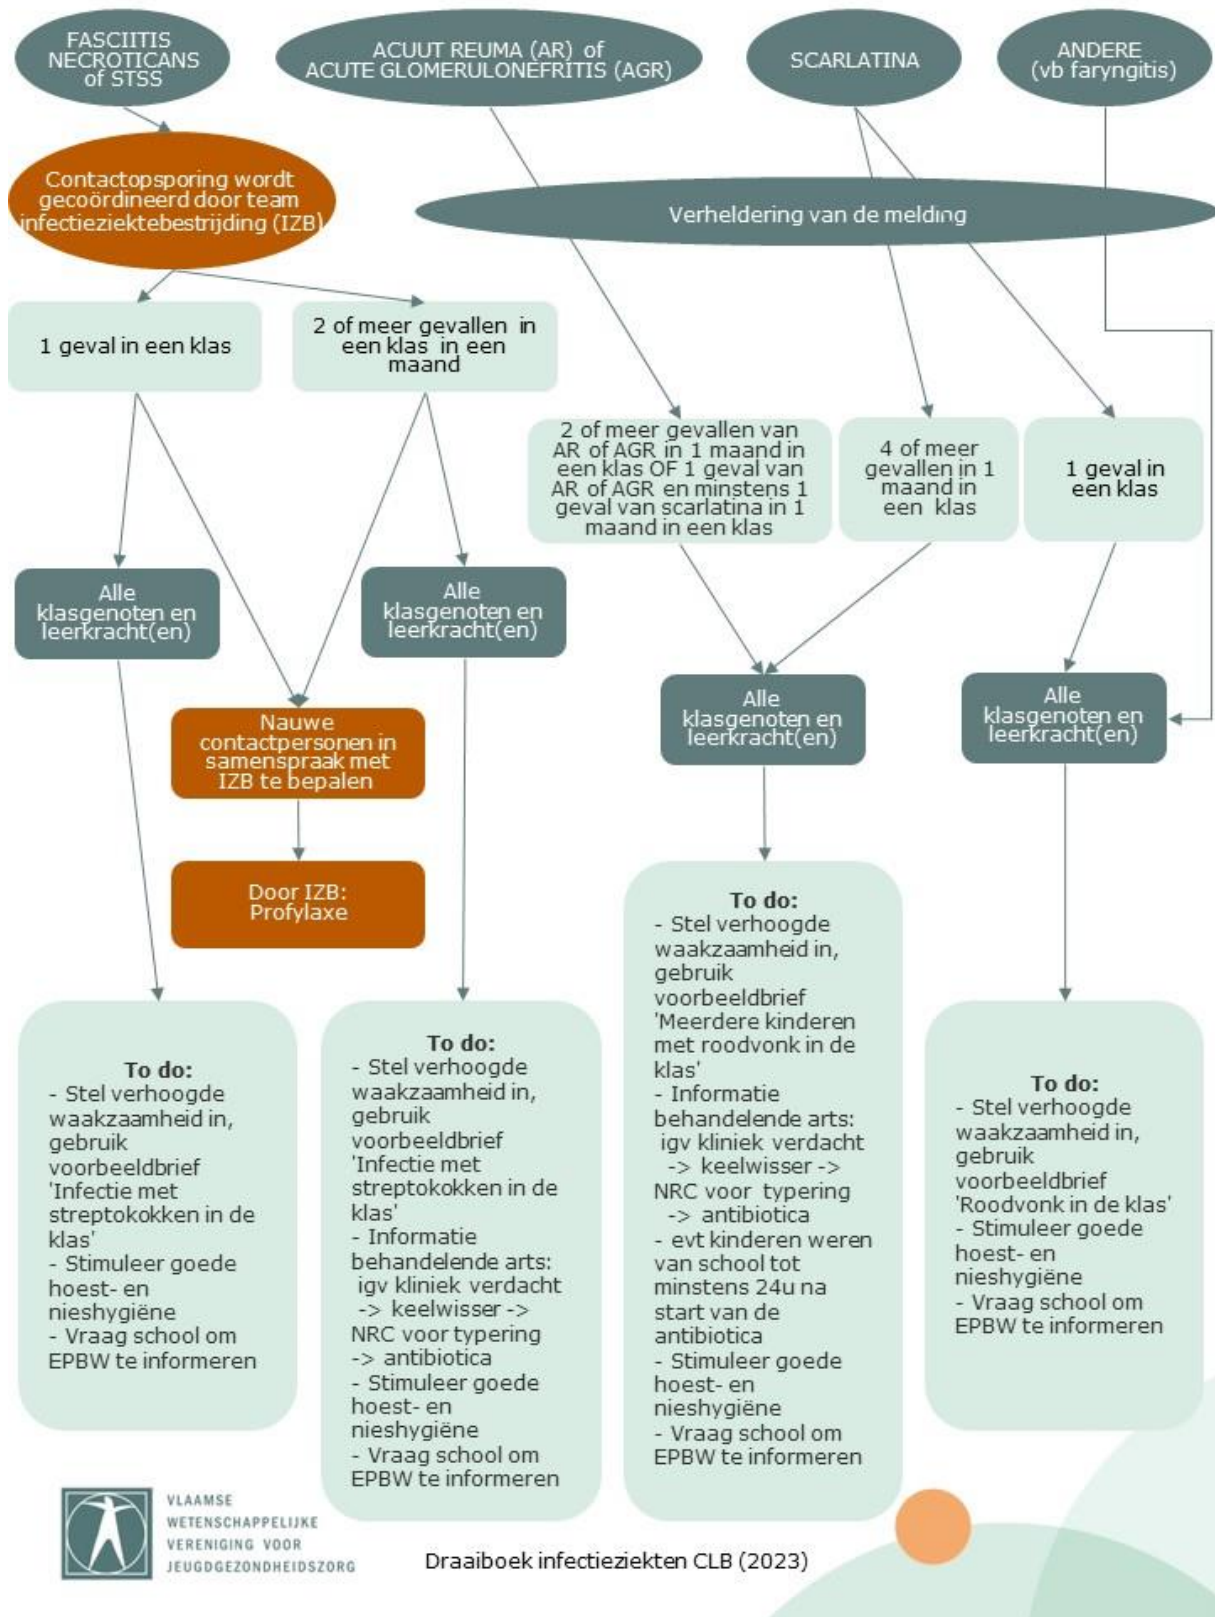 FASCIITIS
NECROTICANS
of STSS
ACUUT REUMA (AR) of
ACUTE GLOMERULONEFRITIS (AGR)
SCARLATINA
ANDERE
(vb faryngitis)
Contactopsporing wordt
gecoördineerd door team
infectieziektebestrijding (IZB)
Verheldering van de melding
1 geval in een klas
2 of meer gevallen in
een klas in een
maand
2 of meer gevallen van
AR of AGR in 1 maand in
een klas OF 1 geval van
AR of AGR en minstens 1
geval van scarlatina in 1
maand in een klas
4 of meer
gevallen in 1
maand in
een klas
1 geval in
een klas
Alle
klasgenoten en
leerkracht(en)
Alle
klasgenoten en
leerkracht(en)
Nauwe
contactpersonen in
samenspraak met
IZB te bepalen
Alle
klasgenoten en
leerkracht(en)
Alle
klasgenoten en
leerkracht(en)
Door IZB:
Profylaxe
To do:
- Stel verhoogde
waakzaamheid in,
gebruik
voorbeeldbrief
'Infectie met
streptokokken in de
klas'
- Stimuleer goede
hoest- en
nieshygiëne
- Vraag school om
EPBW te informeren
To do:
- Stel verhoogde
waakzaamheid in,
gebruik
voorbeeldbrief
'Infectie met
streptokokken in de
klas'
- Informatie
behandelende arts:
igv kliniek verdacht
-> keelwisser ->
NRC voor typering
-> antibiotica
- Stimuleer goede
hoest- en
nieshygiëne
- Vraag school om
EPBW te informeren
To do:
- Stel verhoogde
waakzaamheid in,
gebruik
voorbeeldbrief
'Meerdere kinderen
met roodvonk in de
klas'
- Informatie
behandelende arts:
igv kliniek verdacht
-> keelwisser ->
NRC voor typering
-> antibiotica
- evt kinderen weren
van school tot
minstens 24u na
start van de
antibiotica
- Stimuleer goede
hoest- en
nieshygiëne
- Vraag school om
EPBW te informeren
To do:
- Stel verhoogde
waakzaamheid in,
gebruik
voorbeeldbrief
'Roodvonk in de klas'
- Stimuleer goede
hoest- en
nieshygiëne
- Vraag school om
EPBW te informeren
VLAAMSE
WETENSCHAPPELIJKE
VERENIGING VOOR
JEUGDGEZONDHEIDSZORG
Draaiboek infectieziekten CLB (2023)